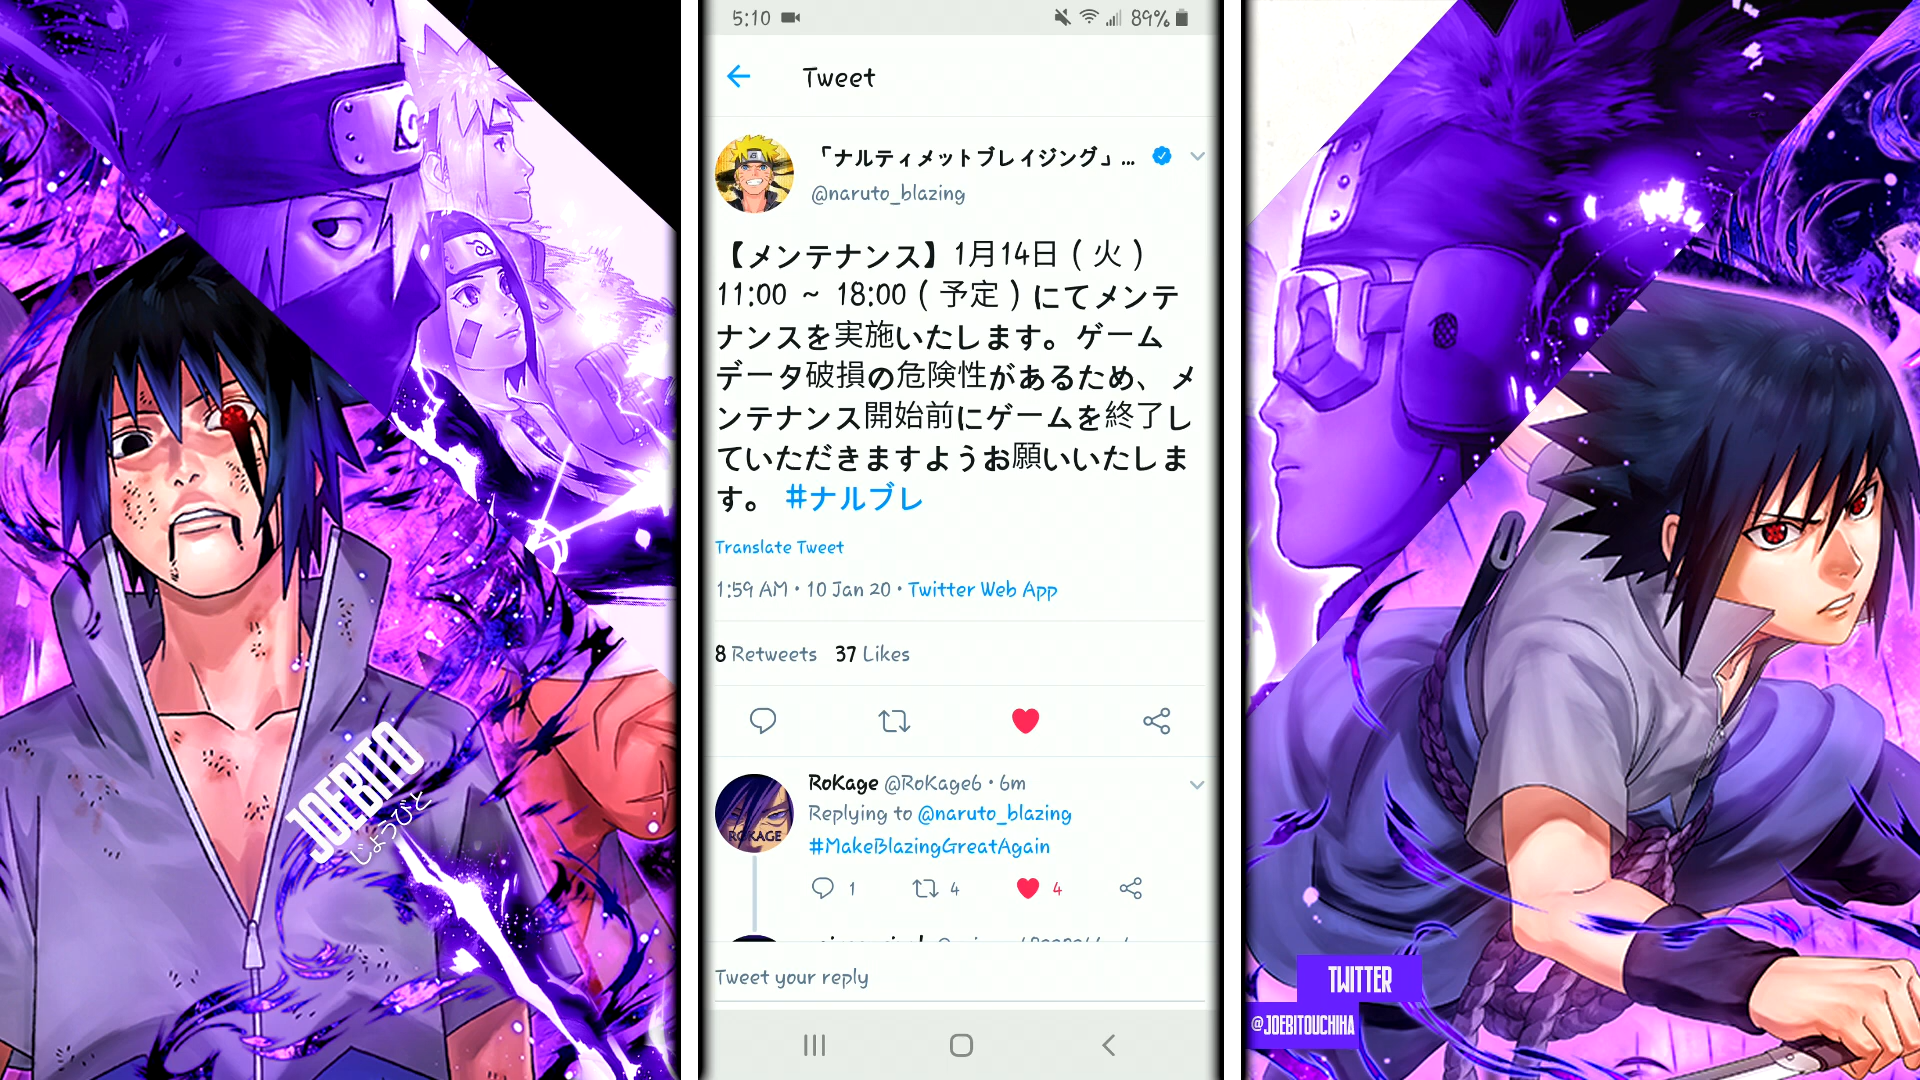 5:10 89%
Tweet
「ナルティメットブレイジング」...
@naruto_blazing
【メンテナンス】1月14日 ( 火 )
11:00 ~ 18:00 ( 予定 ) にてメンテ
ナンスを実施いたします。ゲーム
データ破損の危険性があるため、メ
ンテナンス開始前にゲームを終了し
ていただきますようお願いいたしま
す。 #ナルブレ
Translate Tweet
1:59 AM • 10 Jan 20 • Twitter Web App
8 Retweets 37 Likes
RoKage @RoKage6 • 6m
ROKAGE
Replying to @naruto_blazing
#MakeBlazingGreatAgain
1 4 4
Tweet your reply
JOEBITO
じょうびと
TWITTER
@JOEBITOUCHIHA